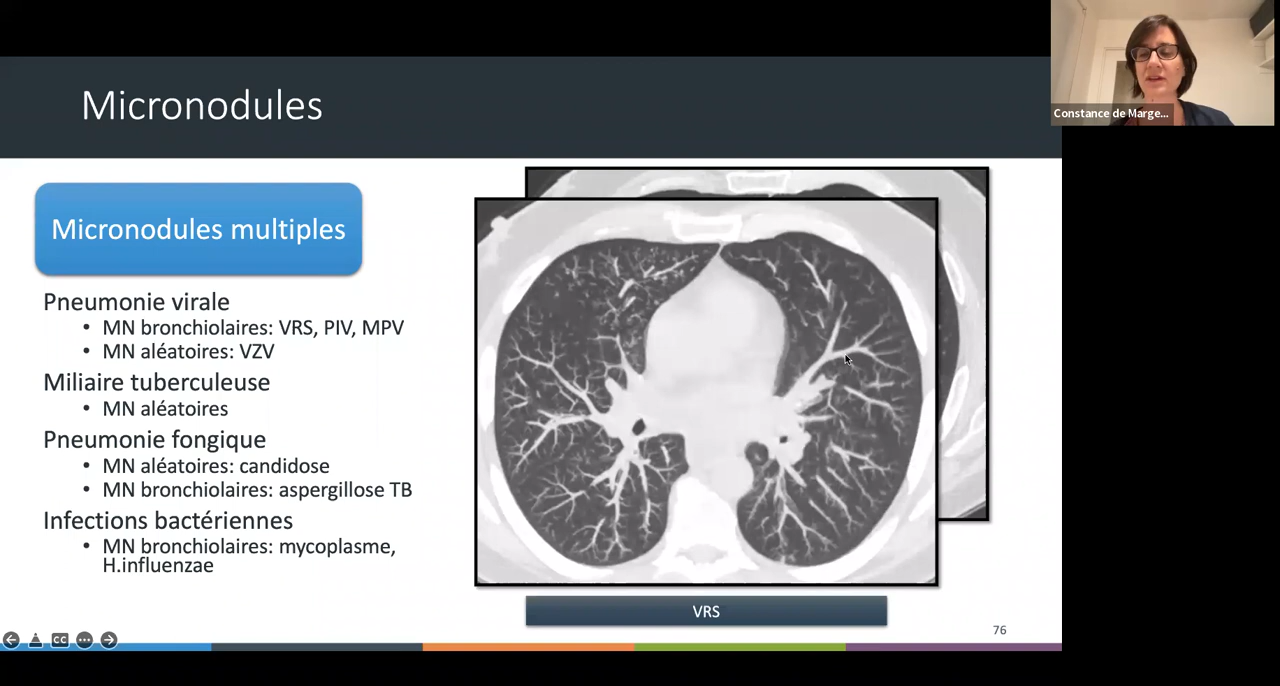 Micronodules
Constance de Marge...
Micronodules multiples
Pneumonie virale
• MN bronchiolaires: VRS, PIV, MPV
• MN aléatoires: VZV
Miliaire tuberculeuse
• MN aléatoires
Pneumonie fongique
• MN aléatoires: candidose
• MN bronchiolaires: aspergillose TB
Infections bactériennes
• MN bronchiolaires: mycoplasme,
H.influenzae
VRS
76
CC